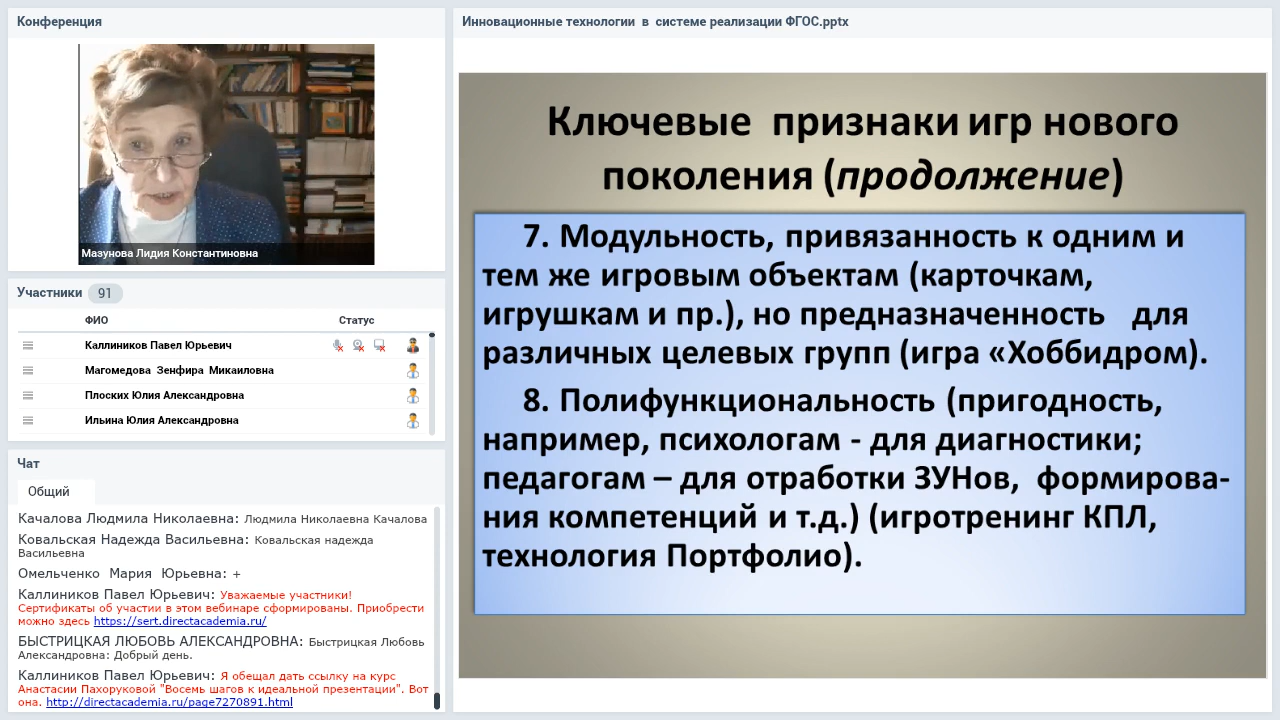 Конференция
Мазунова Лидия Константиновна
Участники 91
ФИО Статус
Каллиников Павел Юрьевич
Магомедова Зенфира Микаиловна
Плоских Юлия Александровна
Ильина Юлия Александровна
Чат
Общий
Качалова Людмила Николаевна: Людмила Николаевна Качалова
Ковальская Надежда Васильевна: Ковальская надежда
Васильевна
Омельченко Мария Юрьевна: +
Каллиников Павел Юрьевич: Уважаемые участники!
Сертификаты об участии в этом вебинаре сформированы. Приобрести
можно здесь https://sert.directacademia.ru/
БЫСТРИЦКАЯ ЛЮБОВЬ АЛЕКСАНДРОВНА: Быстрицкая Любовь
Александровна: Добрый день.
Каллиников Павел Юрьевич: Я обещал дать ссылку на курс
Анастасии Пахоруковой "Восемь шагов к идеальной презентации". Вот
она. http://directacademia.ru/page7270891.html
Инновационные технологии в системе реализации ФГОС.pptx
Ключевые признаки игр нового
поколения (продолжение)
7. Модульность, привязанность к одним и
тем же игровым объектам (карточкам,
игрушкам и пр.), но предназначенность для
различных целевых групп (игра «Хоббидром).
8. Полифункциональность (пригодность,
например, психологам - для диагностики;
педагогам – для отработки ЗУНов, формирова-
ния компетенций и т.д.) (игротренинг КПЛ,
технология Портфолио).